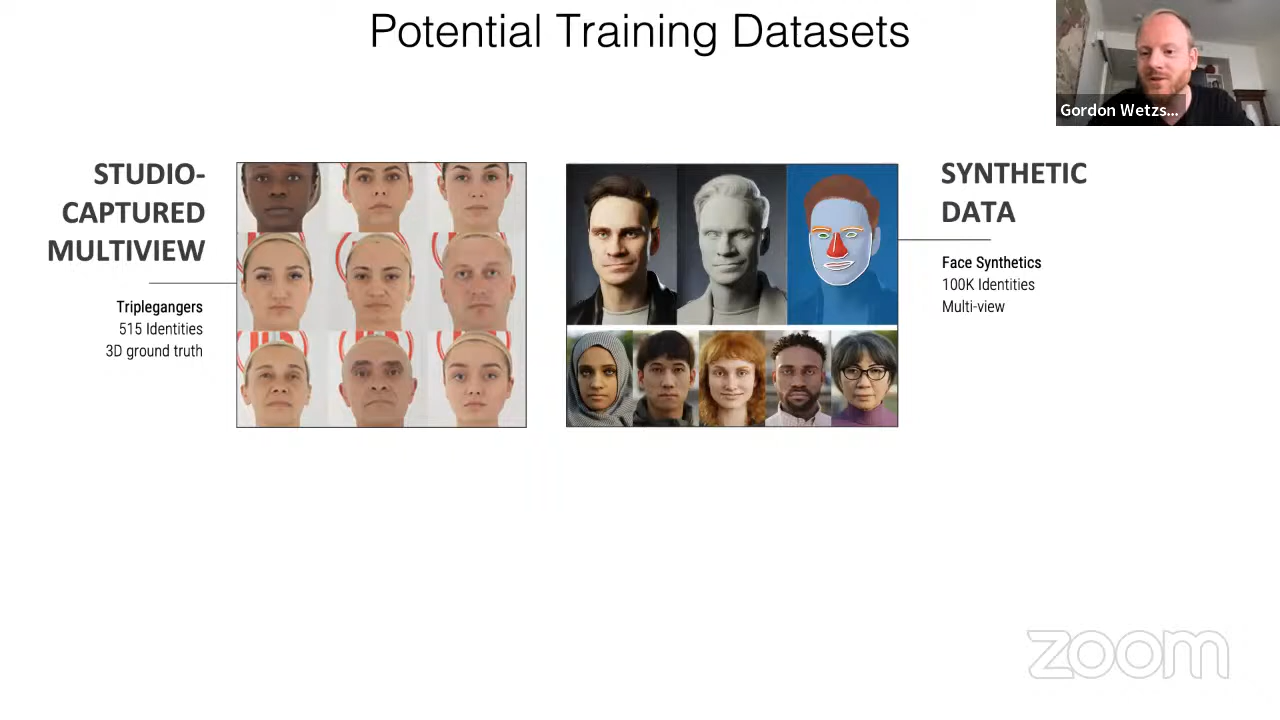 Potential Training Datasets
Gordon Wetzs...
STUDIO-
CAPTURED
MULTIVIEW
Triplegangers
515 Identities
3D ground truth
SYNTHETIC
DATA
Face Synthetics
100K Identities
Multi-view
zoom